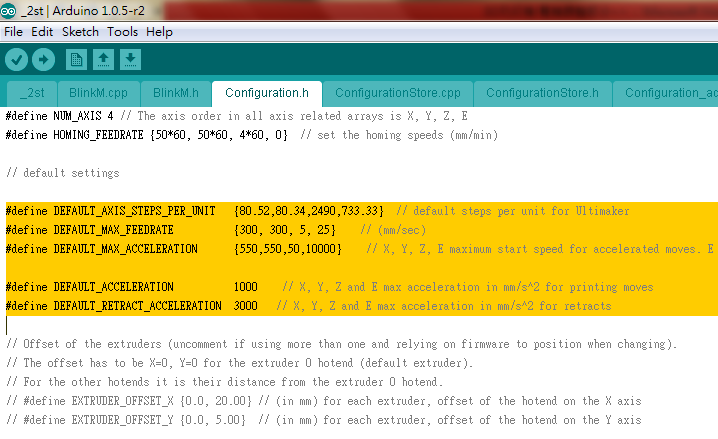 _2st | Arduino 1.0.5-r2
File Edit Sketch Tools Help
_2st BlinkM.cpp BlinkM.h Configuration.h ConfigurationStore.cpp ConfigurationStore.h Configuration_ac
#define NUM_AXIS 4 // The axis order in all axis related arrays is X, Y, Z, E
#define HOMING_FEEDRATE {50*60, 50*60, 4*60, 0}  // set the homing speeds (mm/min)
// default settings
#define DEFAULT_AXIS_STEPS_PER_UNIT   {80.52,80.34,2490,733.33}  // default steps per unit for Ultimaker
#define DEFAULT_MAX_FEEDRATE          {300, 300, 5, 25}    // (mm/sec)
#define DEFAULT_MAX_ACCELERATION      {550,550,50,10000}    // X, Y, Z, E maximum start speed for accelerated moves. E
#define DEFAULT_ACCELERATION          1000    // X, Y, Z and E max acceleration in mm/s^2 for printing moves
#define DEFAULT_RETRACT_ACCELERATION  3000   // X, Y, Z and E max acceleration in mm/s^2 for retracts
// Offset of the extruders (uncomment if using more than one and relying on firmware to position when changing).
// The offset has to be X=0, Y=0 for the extruder 0 hotend (default extruder).
// For the other hotends it is their distance from the extruder 0 hotend.
// #define EXTRUDER_OFFSET_X {0.0, 20.00} // (in mm) for each extruder, offset of the hotend on the X axis
// #define EXTRUDER_OFFSET_Y {0.0, 5.00}  // (in mm) for each extruder, offset of the hotend on the Y axis